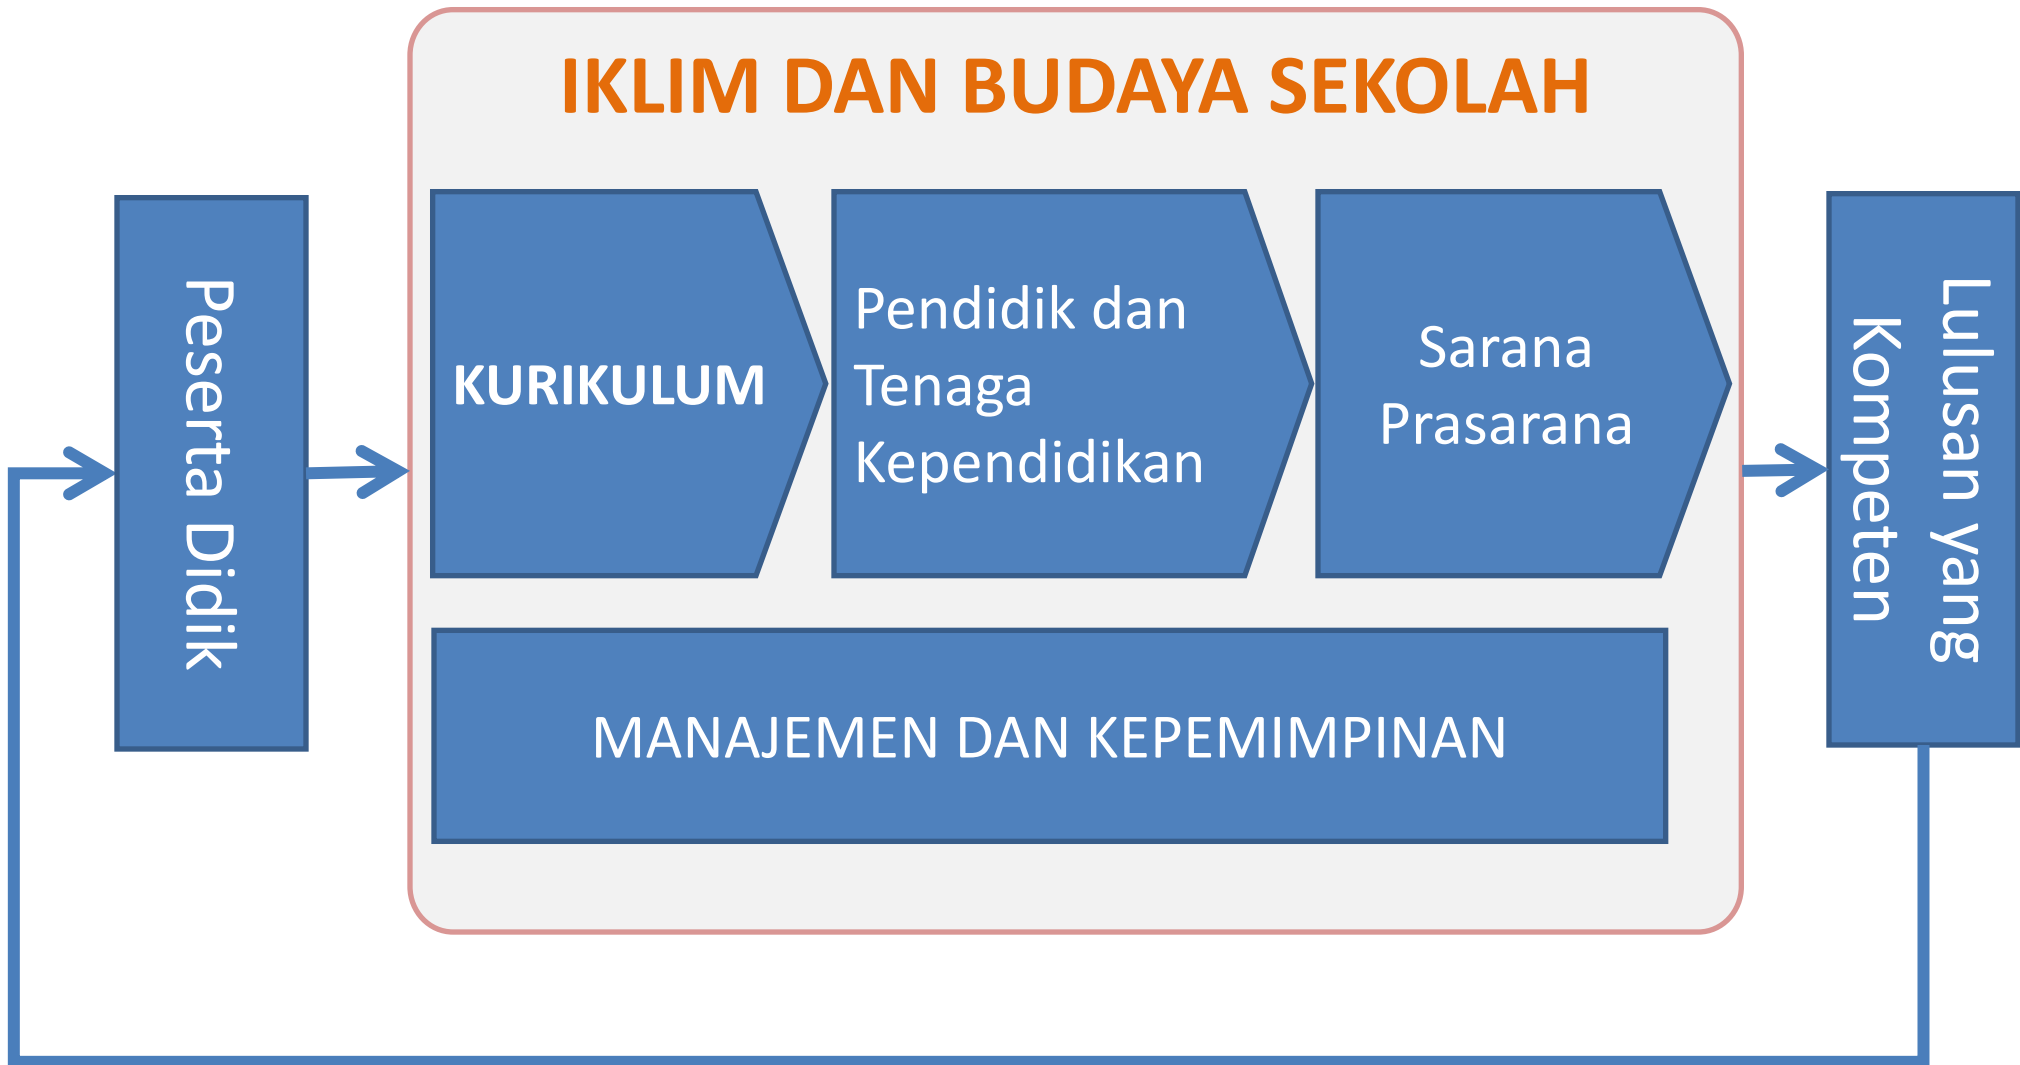 IKLIM DAN BUDAYA SEKOLAH
Peserta Didik
KURIKULUM
Pendidik dan
Tenaga
Kependidikan
Sarana
Prasarana
MANAJEMEN DAN KEPEMIMPINAN
Lulusan yang
Kompeten